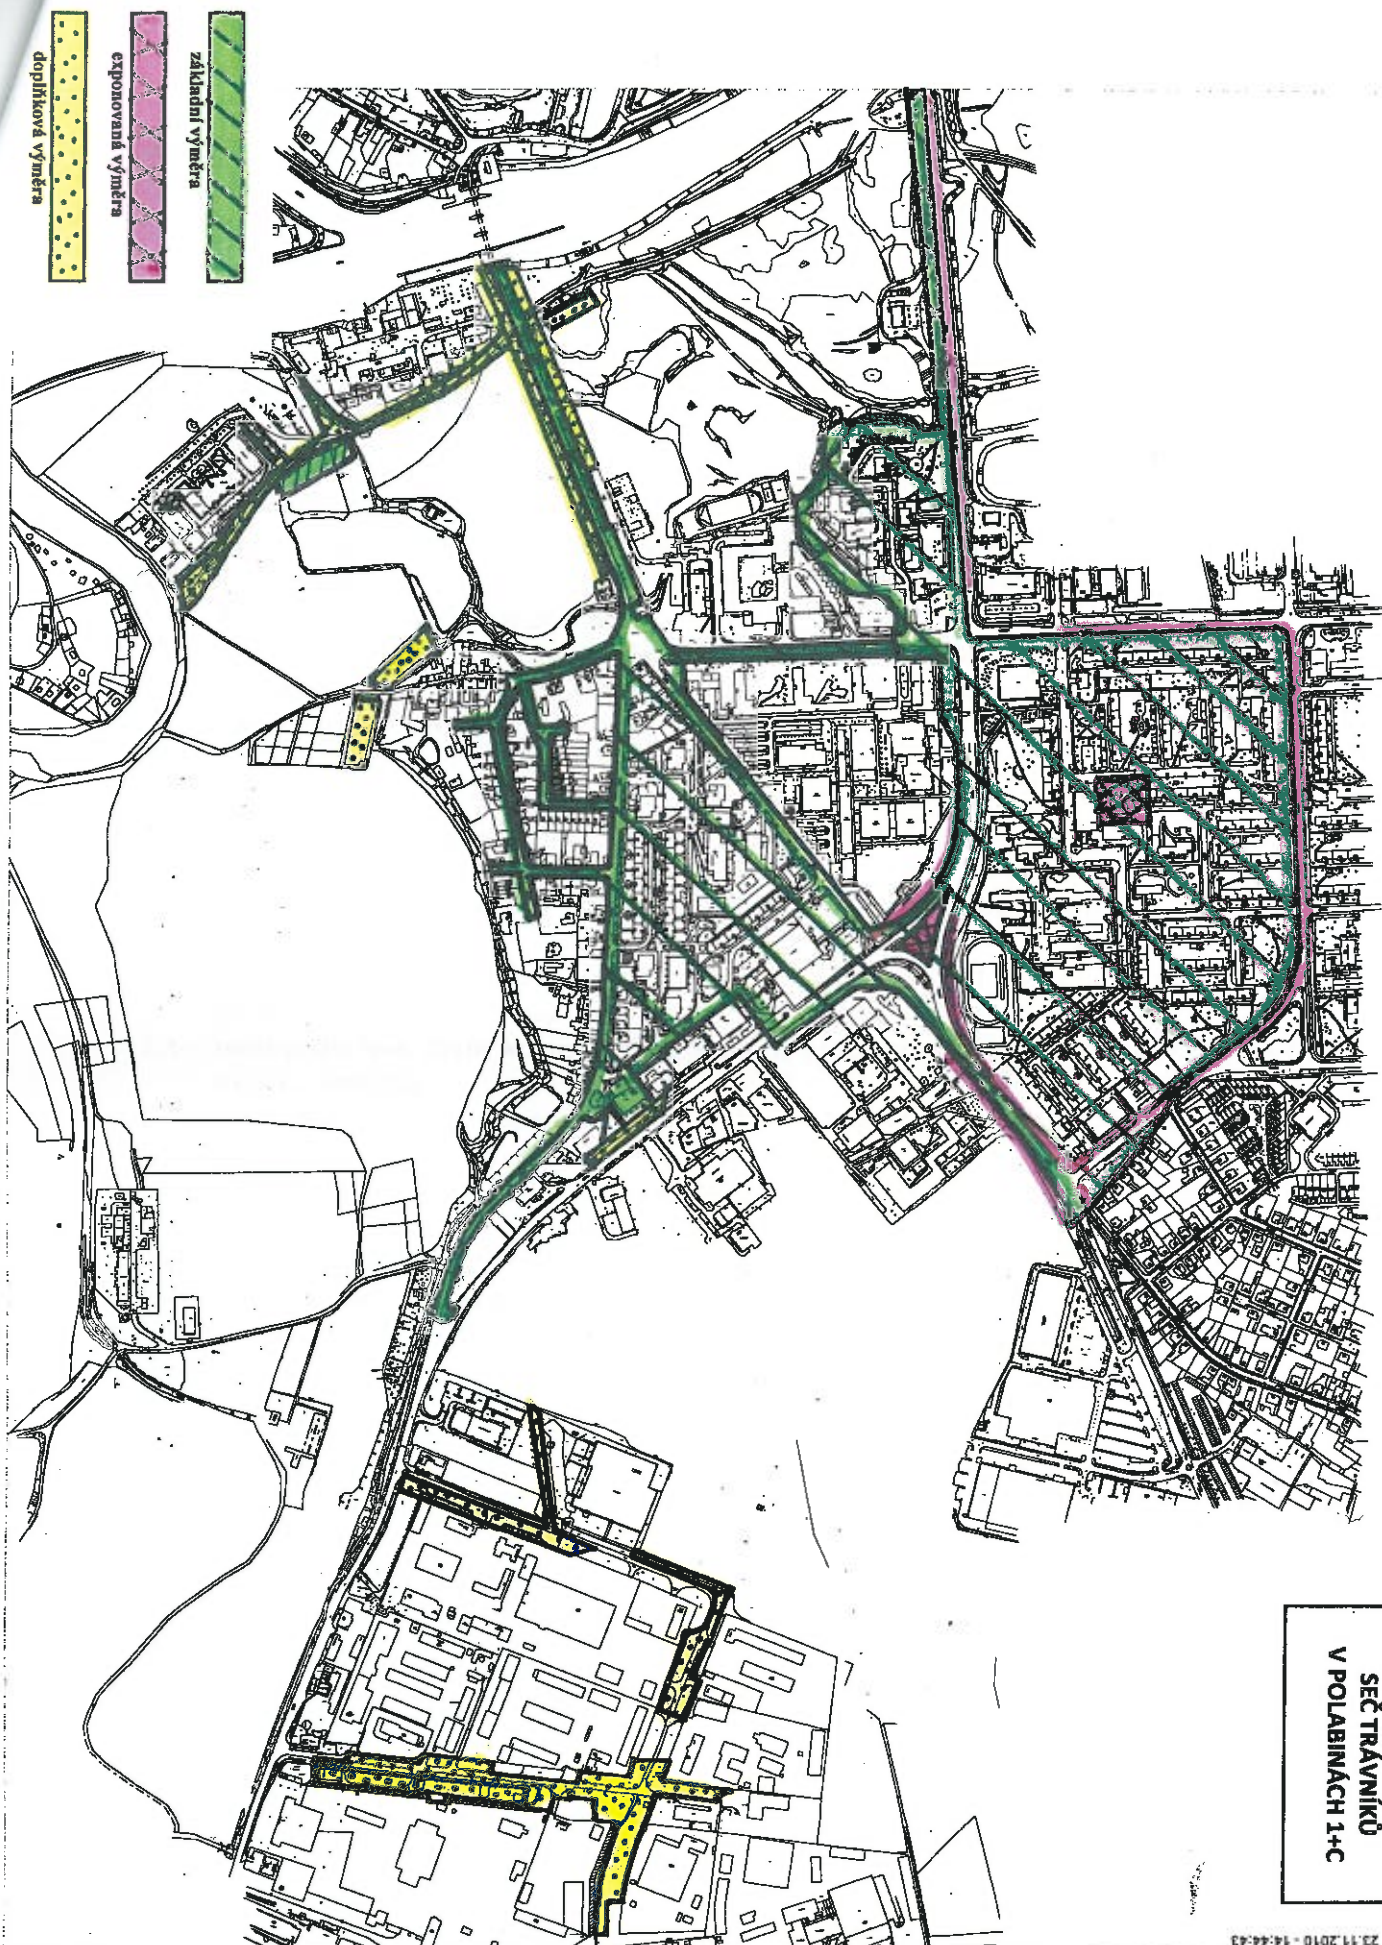 SEČ TRÁVNÍKŮ
V POLABINÁCH 1+C
základní výměra
exponovaná výměra
doplňková výměra
23.11.2010 - 14:44:43